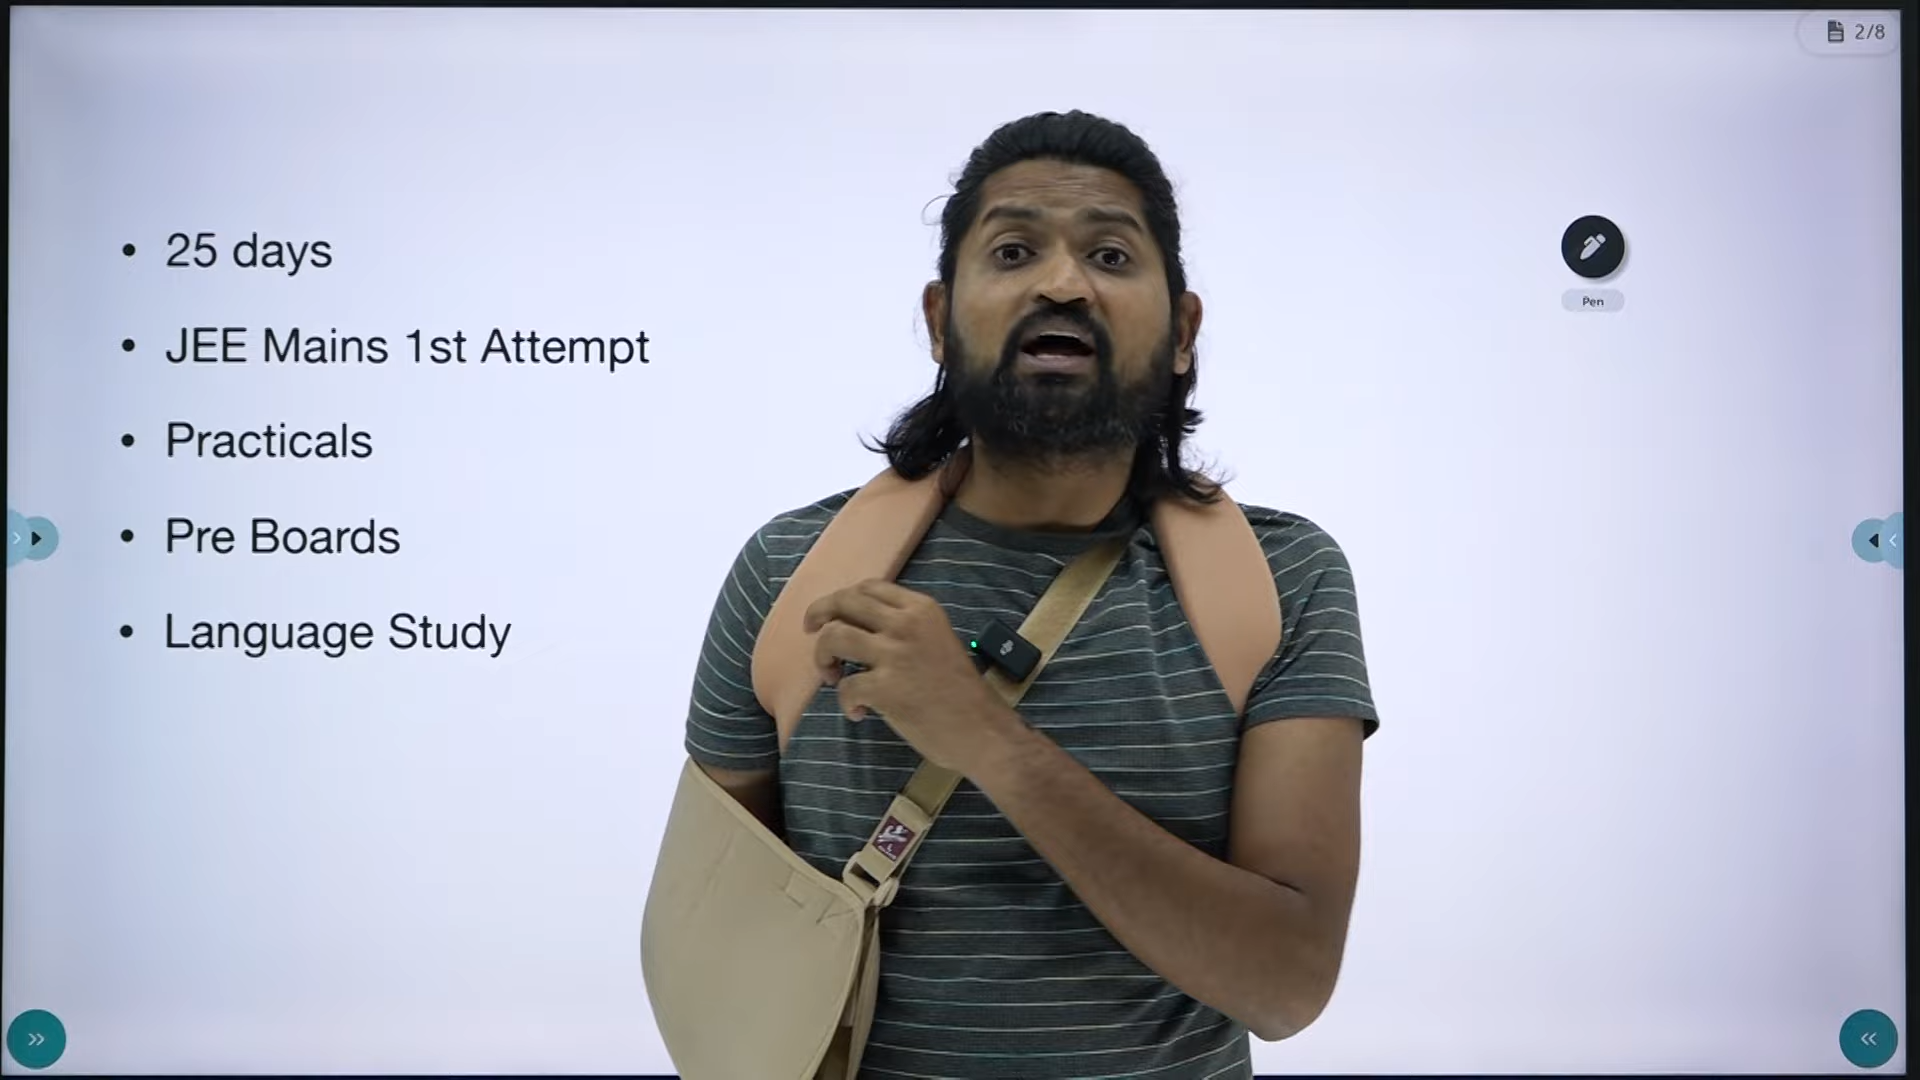 2/8
• 25 days
• JEE Mains 1st Attempt
• Practicals
• Pre Boards
• Language Study
Pen